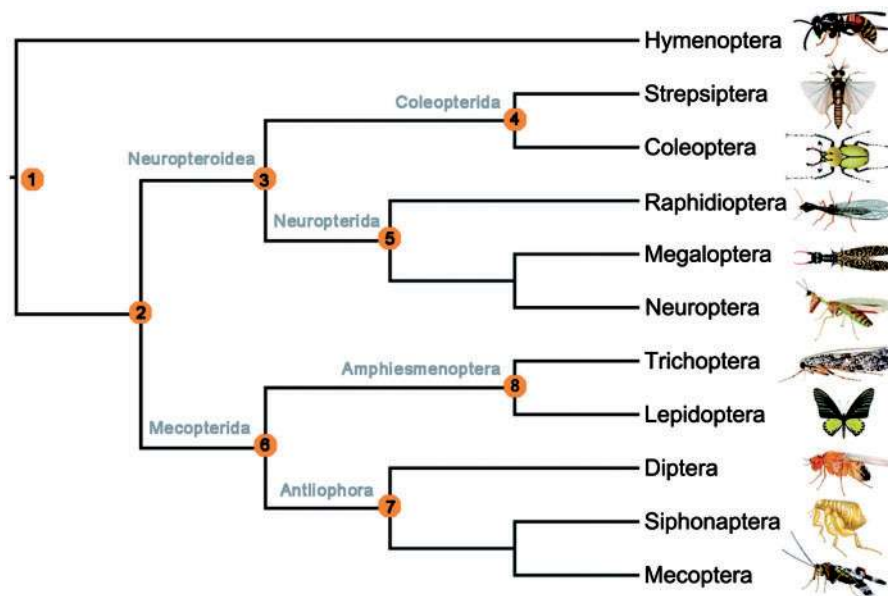 Hymenoptera
Strepsiptera
Coleopterida
4
Coleoptera
Neuropteroidea
1
3
Raphidioptera
Neuropterida
5
Megaloptera
Neuroptera
2
Trichoptera
Amphiesmenoptera
8
Lepidoptera
Mecopterida
6
Diptera
Antliophora
7
Siphonaptera
Mecoptera